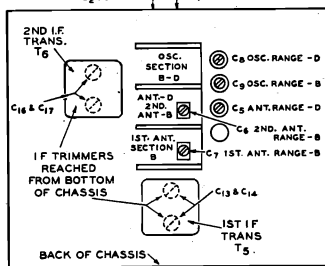 2ND I.F.
TRANS.
T6
C16 & C17
I F TRIMMERS
REACHED
FROM BOTTOM
OF CHASSIS
OSC.
SECTION
B-D
ANT.-D
2ND.
ANT-B
1ST. ANT.
SECTION
B
C8 OSC. RANGE - D
C9 OSC. RANGE - B
C5 ANT. RANGE - D
C6 2ND. ANT.
RANGE - B
C7 1ST. ANT. RANGE-B
C13 & C14
1ST I F
TRANS
T5.
BACK OF CHASSIS